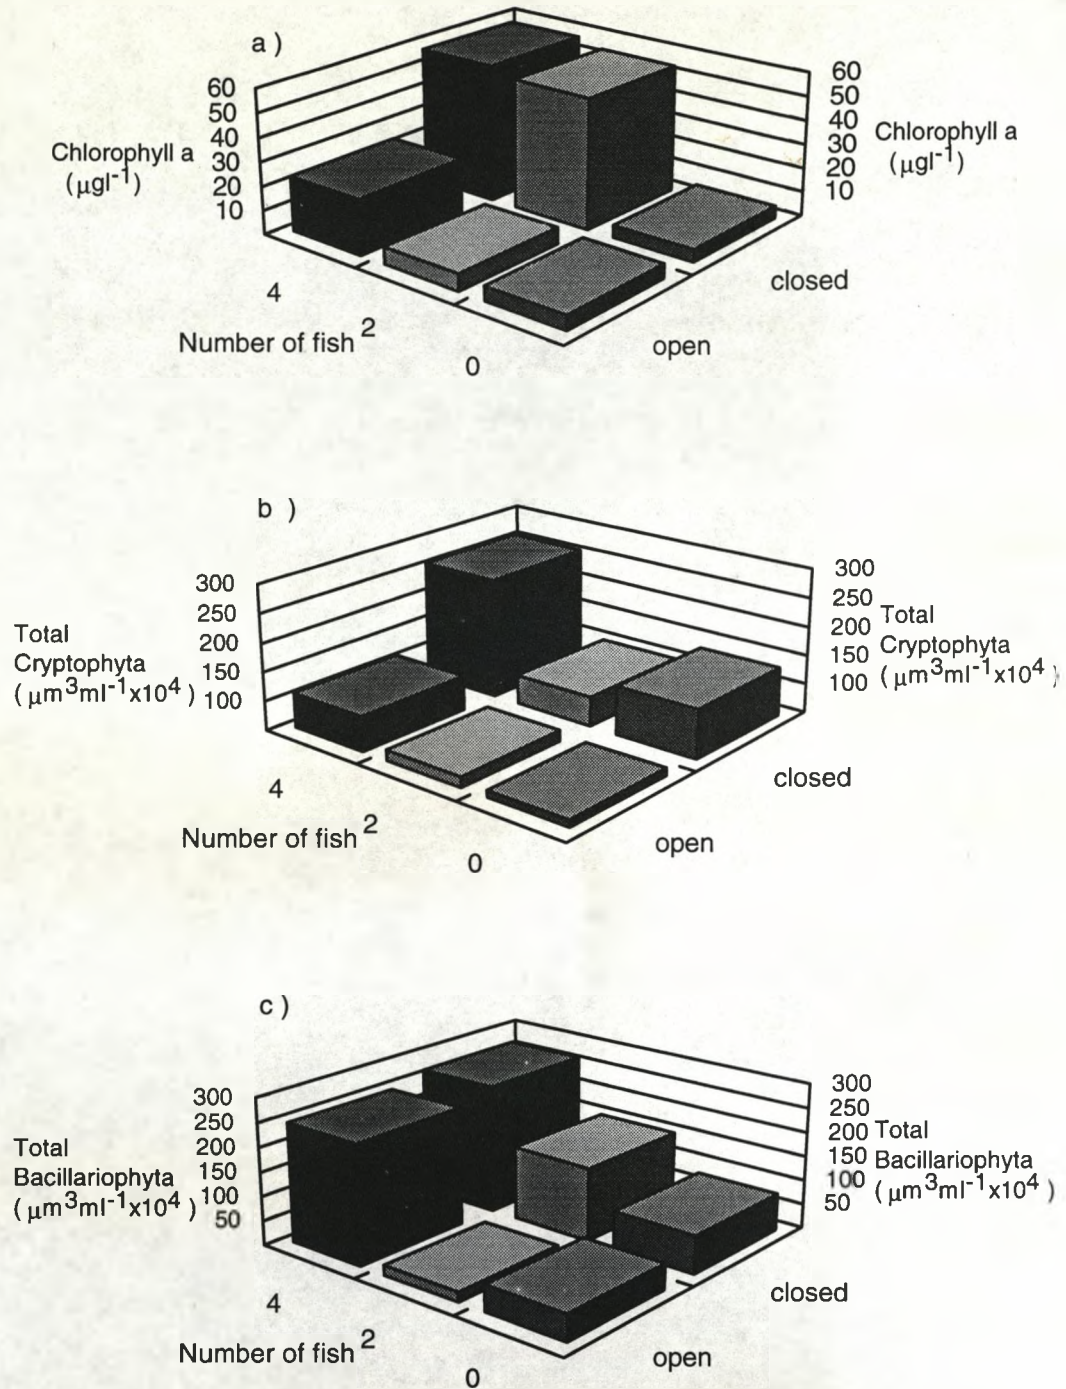 a )
60
50
40
30
20
10
Chlorophyll a
(µgl-1)
60
50
40
30
20
10
Chlorophyll a
(µgl-1)
4
2
0
Number of fish
open
closed
b )
300
250
200
150
100
Total
Cryptophyta
( µm³ml-1x10⁴ )
300
250
200
150
100
Total
Cryptophyta
( µm³ml-1x10⁴ )
4
2
0
Number of fish
open
closed
c )
300
250
200
150
100
50
Total
Bacillariophyta
( µm³ml-1x10⁴ )
300
250
200
150
100
50
Total
Bacillariophyta
( µm³ml-1x10⁴ )
4
2
0
Number of fish
open
closed